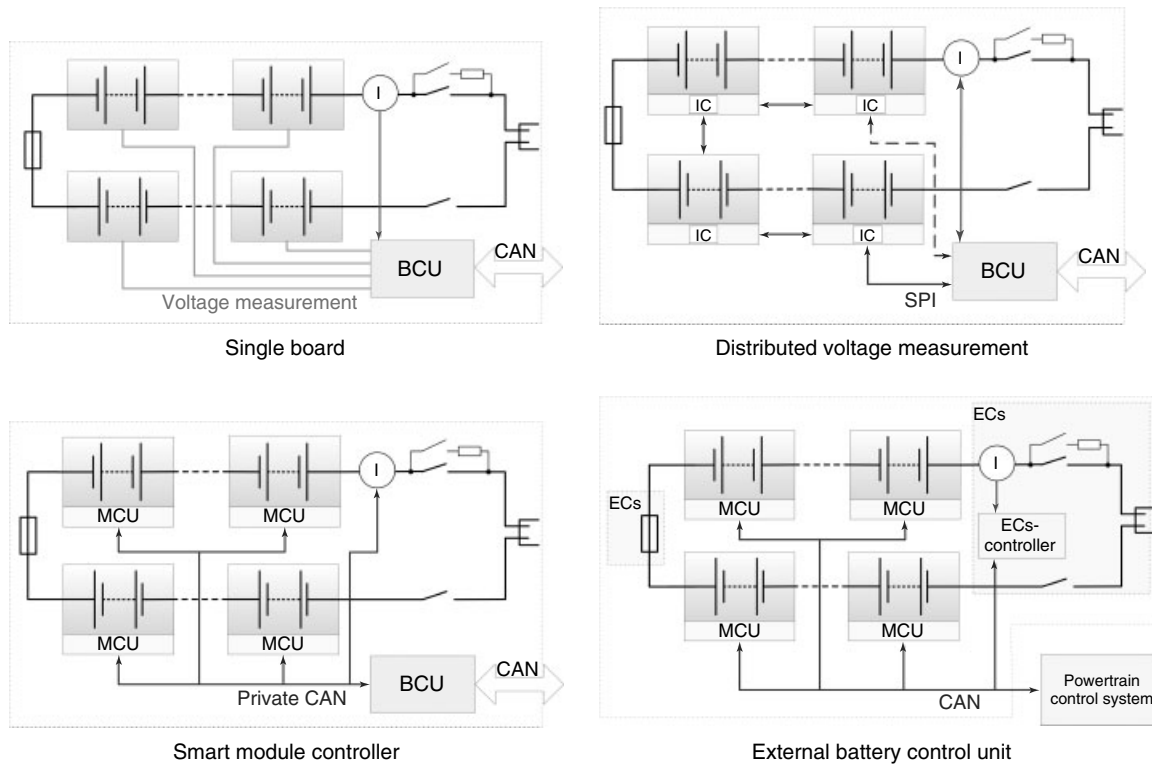 I
BCU
CAN
Voltage measurement
Single board
I
IC
IC
IC
IC
BCU
CAN
SPI
Distributed voltage measurement
I
MCU
MCU
MCU
MCU
Private CAN
BCU
CAN
Smart module controller
ECs
I
MCU
MCU
ECs
ECs-
controller
MCU
MCU
CAN
Powertrain
control system
External battery control unit